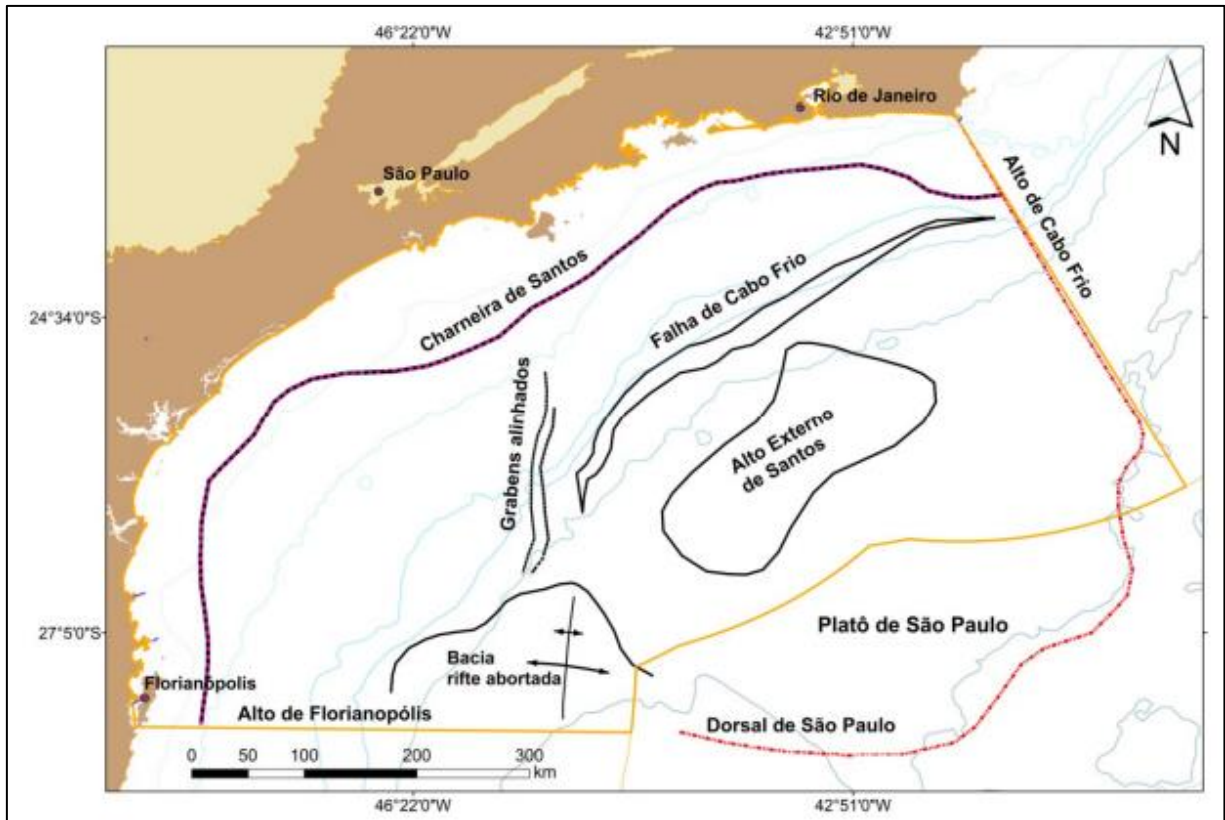 46°22'0"W
42°51'0"W
Rio de Janeiro
N
São Paulo
Alto de Cabo Frio
Charneira de Santos
Falha de Cabo Frio
24°34'0"S
Grabens alinhados
Alto Externo
de Santos
Platô de São Paulo
27°5'0"S
Bacia
rifte abortada
Florianópolis
Alto de Florianopólis
Dorsal de São Paulo
0 50 100 200 300
km
46°22'0"W
42°51'0"W